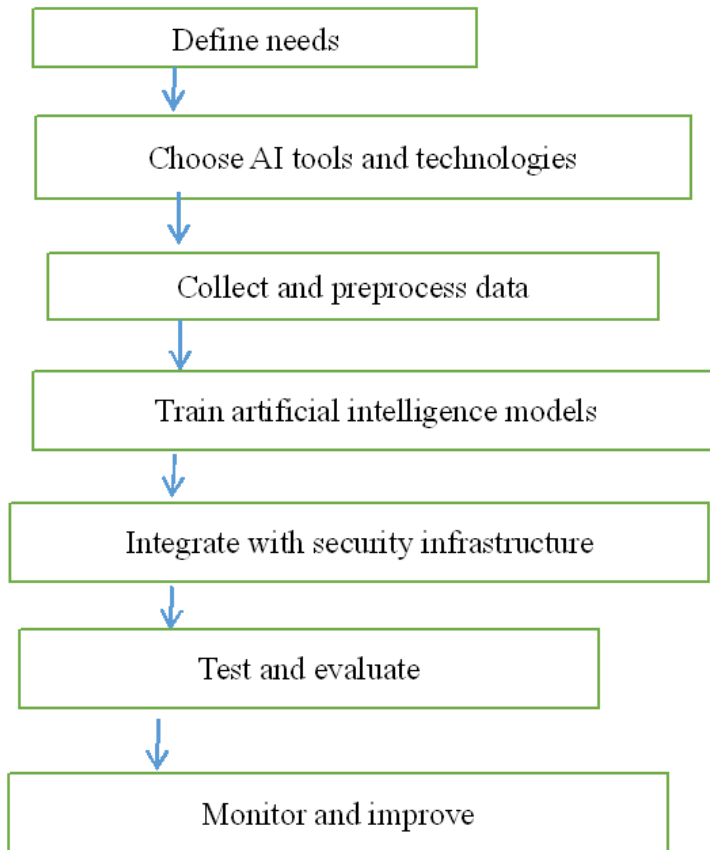 Define needs
Choose AI tools and technologies
Collect and preprocess data
Train artificial intelligence models
Integrate with security infrastructure
Test and evaluate
Monitor and improve